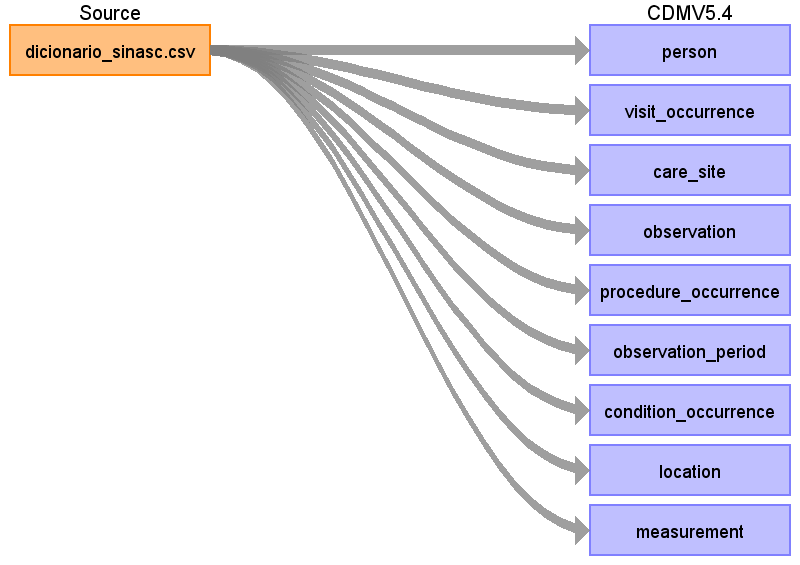 Source
CDMV5.4
dicionario_sinasc.csv
person
visit_occurrence
care_site
observation
procedure_occurrence
observation_period
condition_occurrence
location
measurement